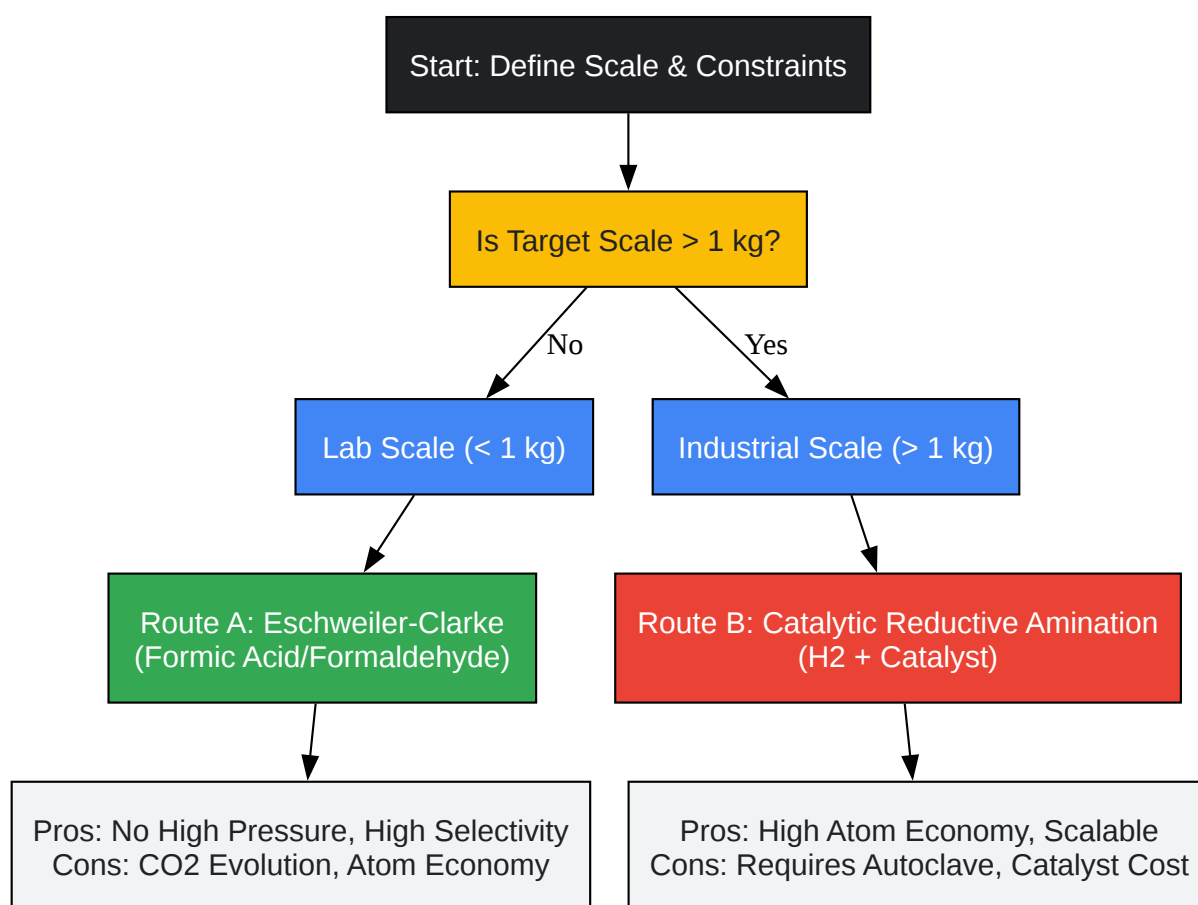 Start: Define Scale & Constraints
Is Target Scale > 1 kg?
No
Yes
Lab Scale (< 1 kg)
Industrial Scale (> 1 kg)
Route A: Eschweiler-Clarke
(Formic Acid/Formaldehyde)
Route B: Catalytic Reductive Amination
(H2 + Catalyst)
Pros: No High Pressure, High Selectivity
Cons: CO2 Evolution, Atom Economy
Pros: High Atom Economy, Scalable
Cons: Requires Autoclave, Catalyst Cost